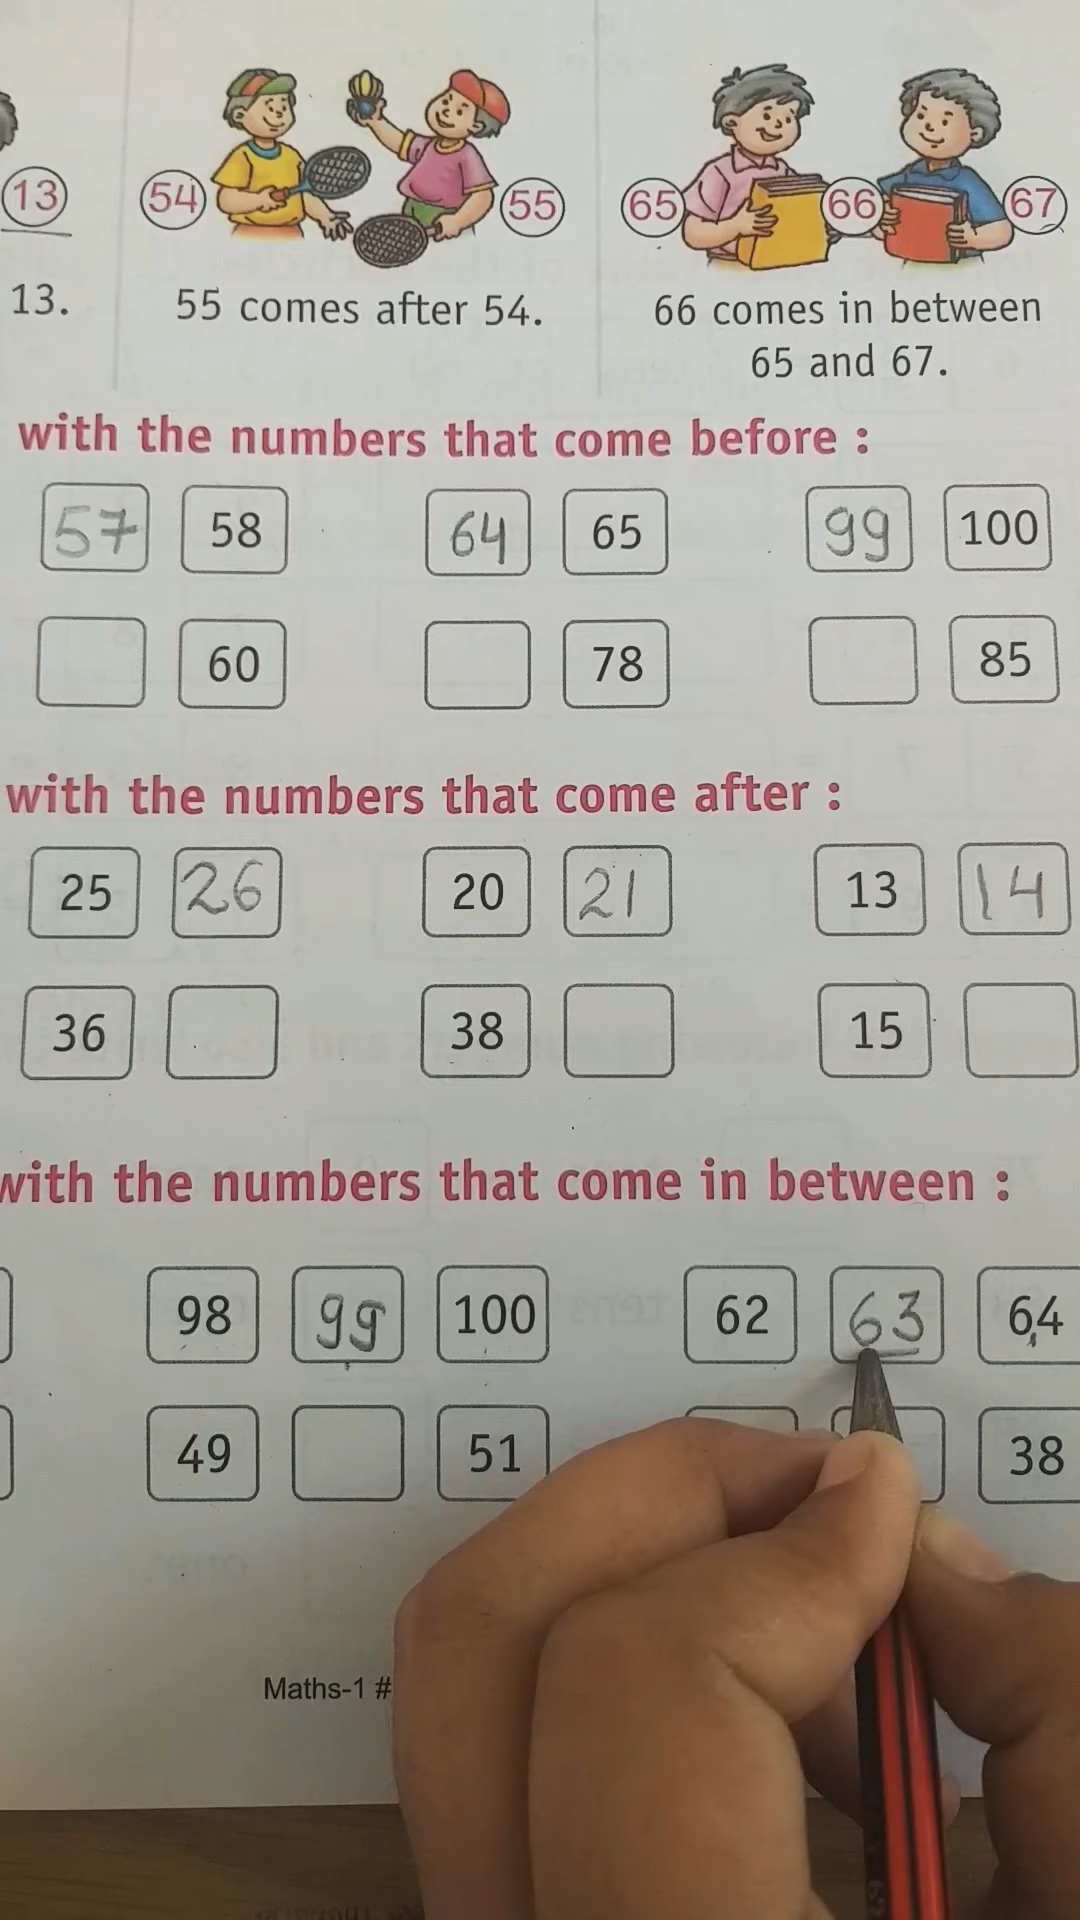 13 54 55 65 66 67
13. 55 comes after 54. 66 comes in between
65 and 67.
with the numbers that come before :
57 58 64 65 99 100
60 78 85
with the numbers that come after :
25 26 20 21 13 14
36 38 15
with the numbers that come in between :
98 99 100 62 63 64
49 51 38
Maths-1 #